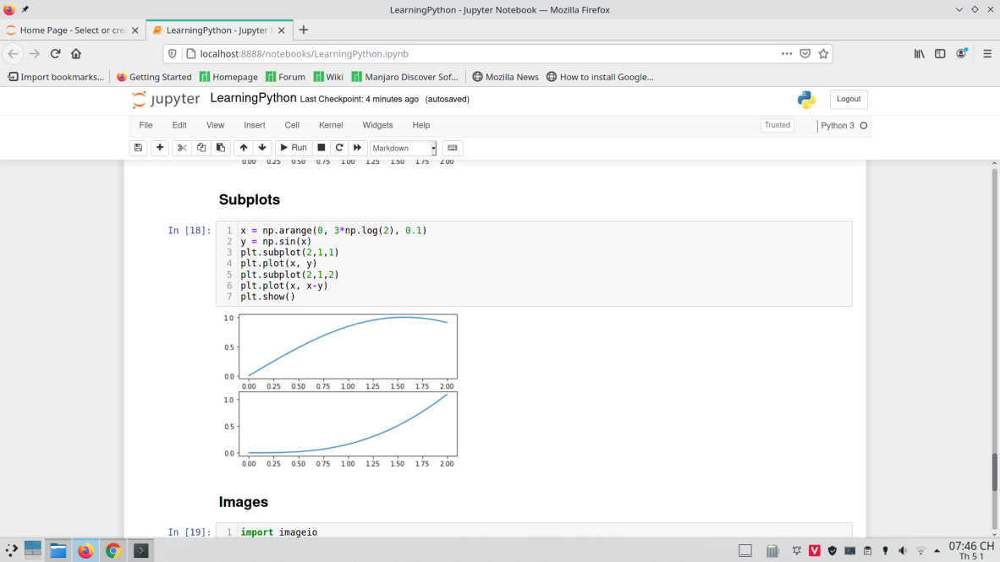 LearningPython - Jupyter Notebook — Mozilla Firefox
Home Page - Select or cre
LearningPython - Jupyter N
localhost:8888/notebooks/LearningPython.ipynb
Import bookmarks... Getting Started Homepage Forum Wiki Manjaro Discover Sof... Mozilla News How to install Google...
jupyter LearningPython Last Checkpoint: 4 minutes ago (autosaved) Logout
File Edit View Insert Cell Kernel Widgets Help Trusted Python 3
Run Markdown
0.00 0.25 0.50 0.75 1.00 1.25 1.50 1.75 2.00
Subplots
In [18]: 1 x = np.arange(0, 3*np.log(2), 0.1)
2 y = np.sin(x)
3 plt.subplot(2,1,1)
4 plt.plot(x, y)
5 plt.subplot(2,1,2)
6 plt.plot(x, x-y)
7 plt.show()
1.0
0.5
0.0
0.00 0.25 0.50 0.75 1.00 1.25 1.50 1.75 2.00
1.0
0.5
0.0
0.00 0.25 0.50 0.75 1.00 1.25 1.50 1.75 2.00
Images
In [19]: 1 import imageio
07:46 CH
Th 5 1